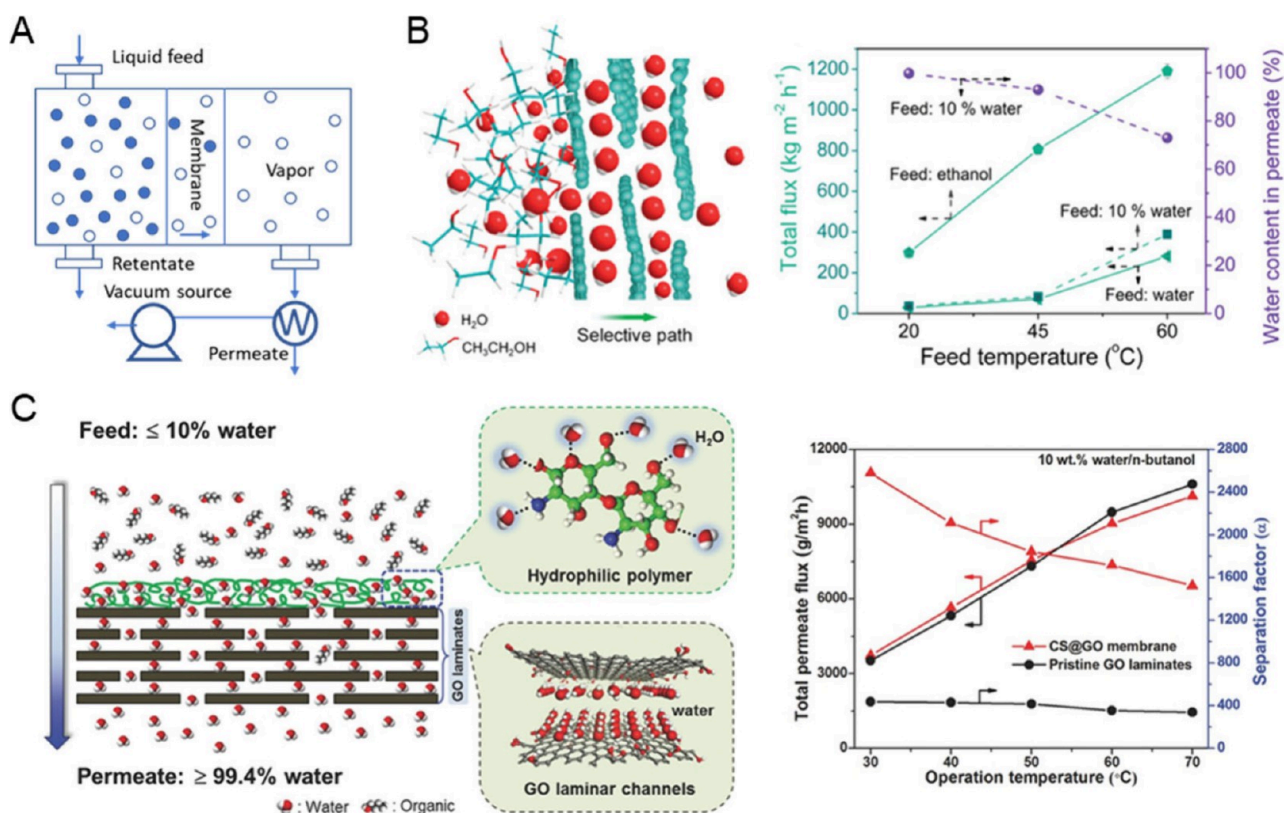 A
Liquid feed
Membrane
Vapor
Retentate
Vacuum source
W
Permeate
B
H₂O
CH₃CH₂OH
Selective path
Total flux (kg m⁻² h⁻¹)
1200
1000
800
600
400
200
0
Feed: 10 % water
Feed: ethanol
Feed: 10 % water
Feed: water
100
80
60
40
20
0
Water content in permeate (%)
20
45
60
Feed temperature (°C)
C
Feed: ≤ 10% water
H₂O
Hydrophilic polymer
GO laminates
water
GO laminar channels
Permeate: ≥ 99.4% water
: Water
: Organic
Total permeate flux (g/m²h)
12000
9000
6000
3000
0
10 wt.% water/n-butanol
CS@GO membrane
Pristine GO laminates
2800
2400
2000
1600
1200
800
400
0
Separation factor (α)
30
40
50
60
70
Operation temperature (°C)